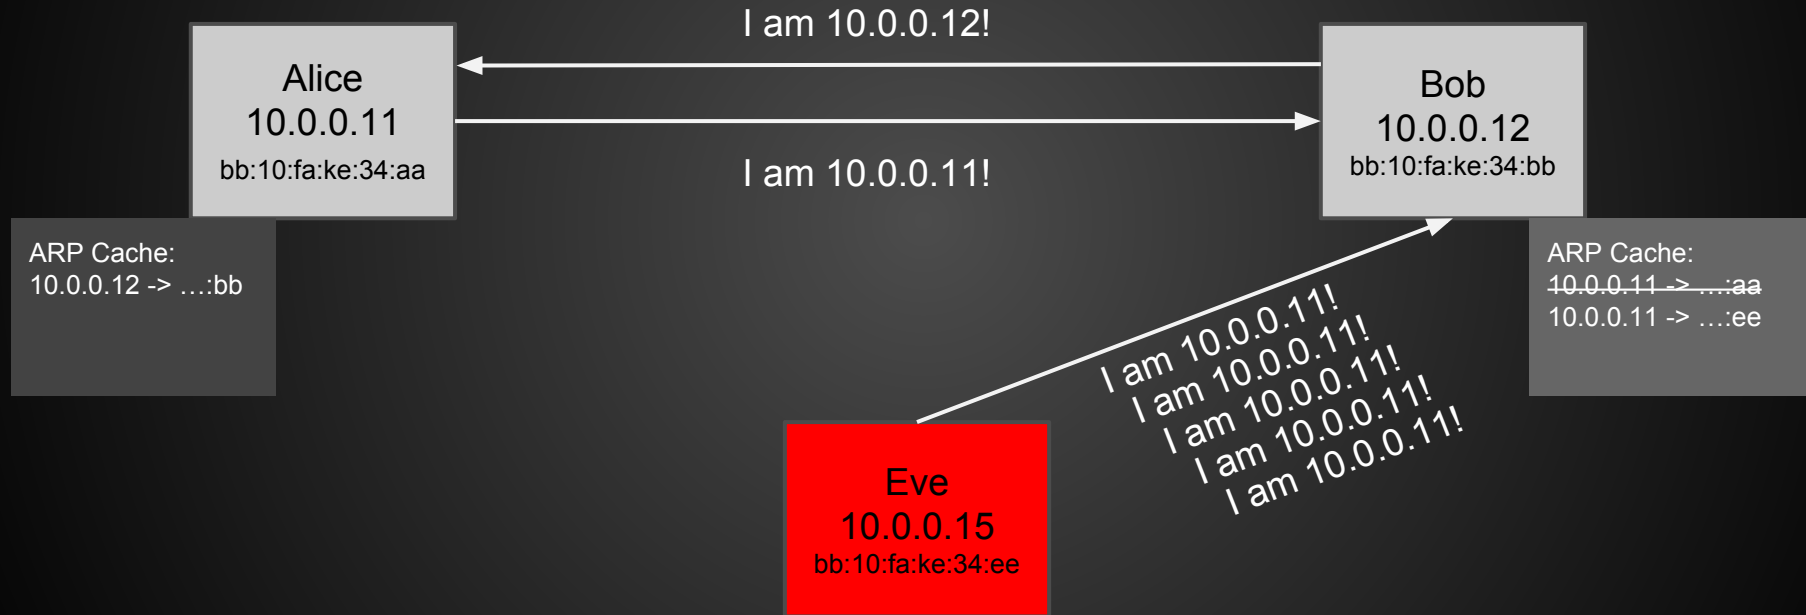 I am 10.0.0.12!
Alice
10.0.0.11
bb:10:fa:ke:34:aa
Bob
10.0.0.12
bb:10:fa:ke:34:bb
I am 10.0.0.11!
ARP Cache:
10.0.0.12 -> …:bb
ARP Cache:
10.0.0.11 -> …:aa
10.0.0.11 -> …:ee
I am 10.0.0.11!
I am 10.0.0.11!
I am 10.0.0.11!
I am 10.0.0.11!
I am 10.0.0.11!
Eve
10.0.0.15
bb:10:fa:ke:34:ee